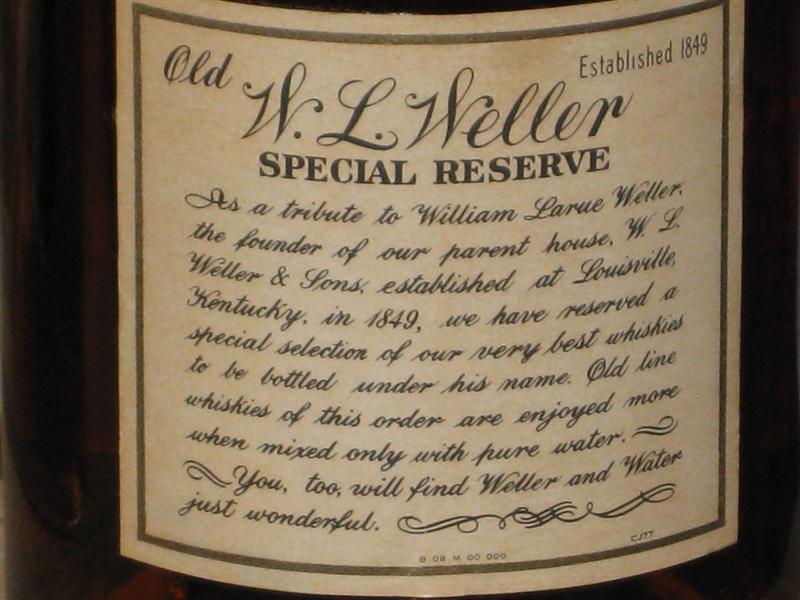 Old
Established 1849
W. L. Weller
SPECIAL RESERVE
As a tribute to William Larue Weller,
the founder of our parent house, W. L.
Weller & Sons, established at Louisville,
Kentucky, in 1849, we have reserved a
special selection of our very best whiskies
to be bottled under his name. Old line
whiskies of this order are enjoyed more
when mixed only with pure water.
You, too, will find Weller and Water
just wonderful.
CJ77
B OB M 00 000